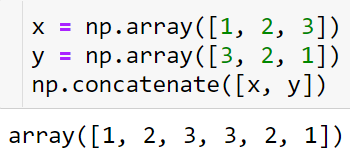 x = np.array([1, 2, 3])
y = np.array([3, 2, 1])
np.concatenate([x, y])
array([1, 2, 3, 3, 2, 1])